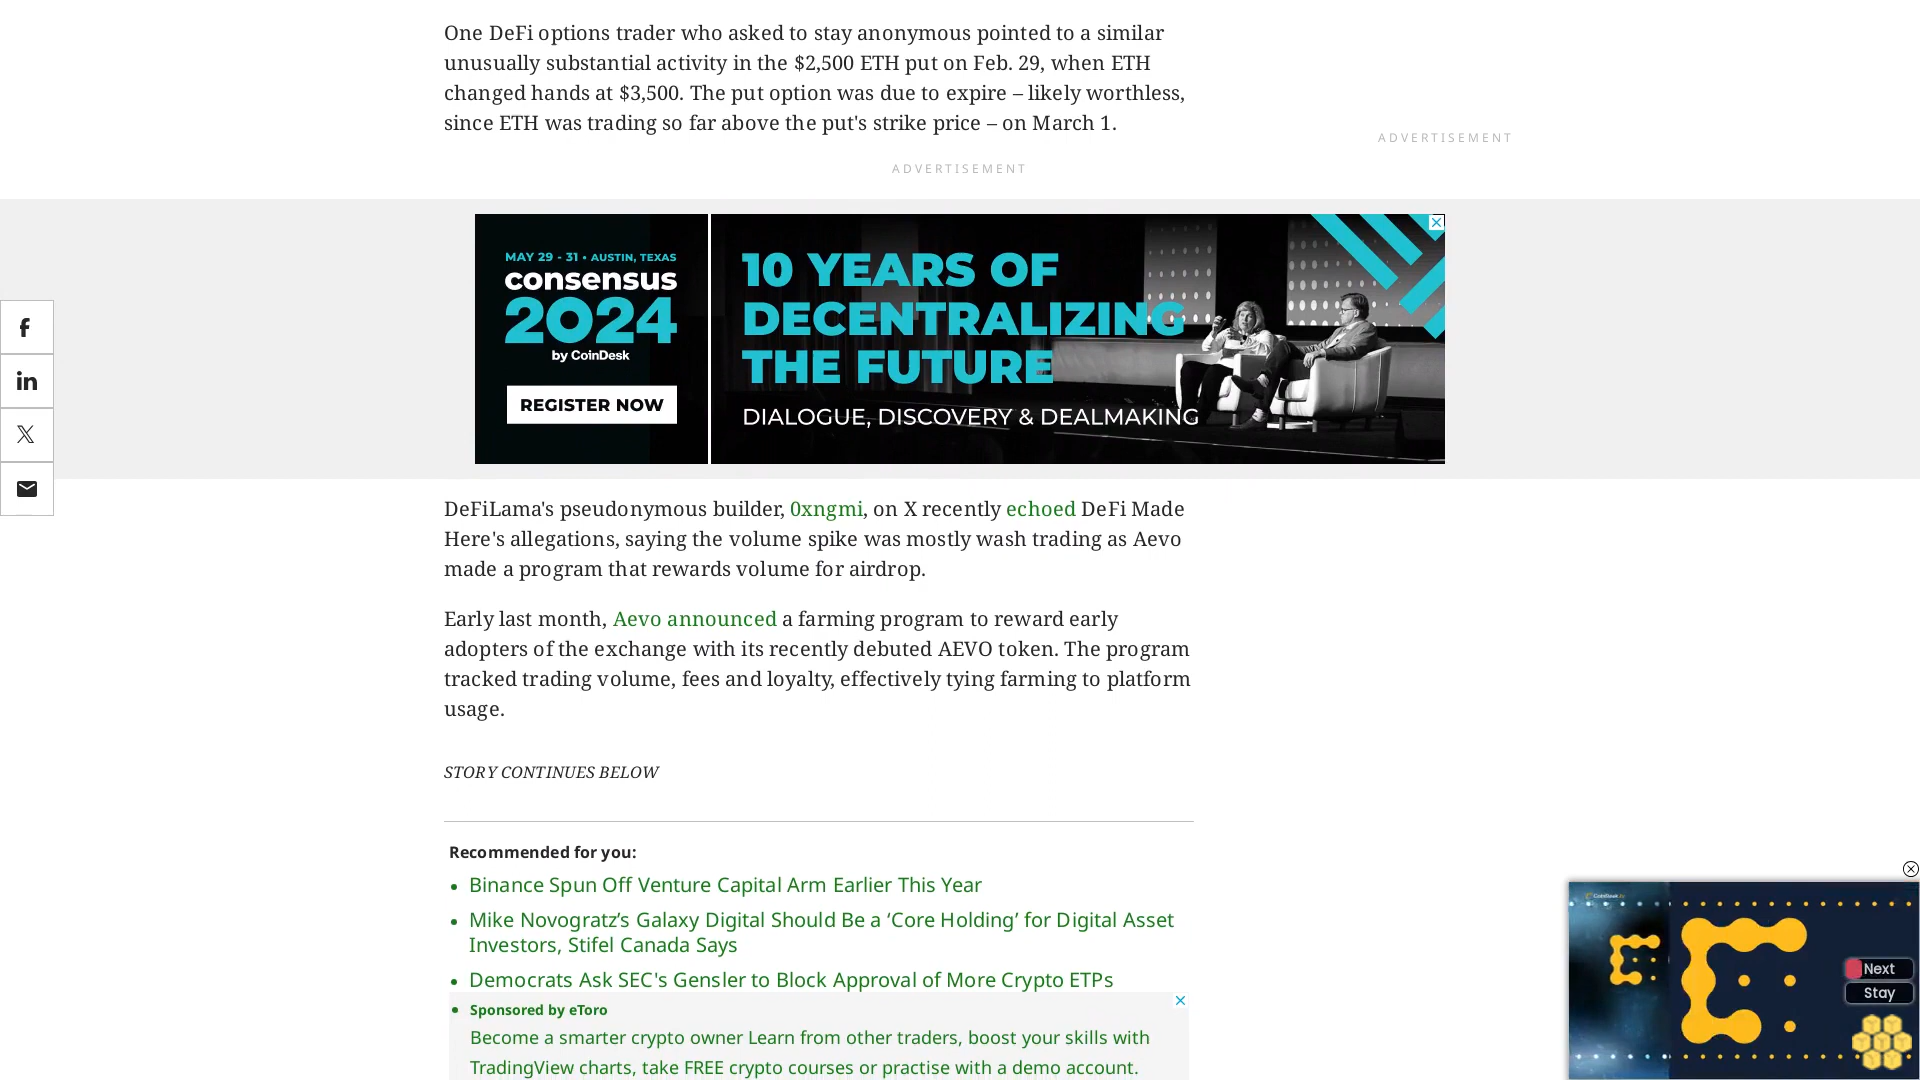 One DeFi options trader who asked to stay anonymous pointed to a similar
unusually substantial activity in the $2,500 ETH put on Feb. 29, when ETH
changed hands at $3,500. The put option was due to expire – likely worthless,
since ETH was trading so far above the put's strike price – on March 1.
ADVERTISEMENT
ADVERTISEMENT
MAY 29 - 31 • AUSTIN, TEXAS
consensus
2024
by CoinDesk
REGISTER NOW
10 YEARS OF
DECENTRALIZING
THE FUTURE
DIALOGUE, DISCOVERY & DEALMAKING
DeFiLama's pseudonymous builder, 0xngmi, on X recently echoed DeFi Made
Here's allegations, saying the volume spike was mostly wash trading as Aevo
made a program that rewards volume for airdrop.
Early last month, Aevo announced a farming program to reward early
adopters of the exchange with its recently debuted AEVO token. The program
tracked trading volume, fees and loyalty, effectively tying farming to platform
usage.
STORY CONTINUES BELOW
Recommended for you:
• Binance Spun Off Venture Capital Arm Earlier This Year
• Mike Novogratz’s Galaxy Digital Should Be a ‘Core Holding’ for Digital Asset
Investors, Stifel Canada Says
• Democrats Ask SEC's Gensler to Block Approval of More Crypto ETPs
• Sponsored by eToro
Become a smarter crypto owner Learn from other traders, boost your skills with
TradingView charts, take FREE crypto courses or practise with a demo account.
Next
Stay